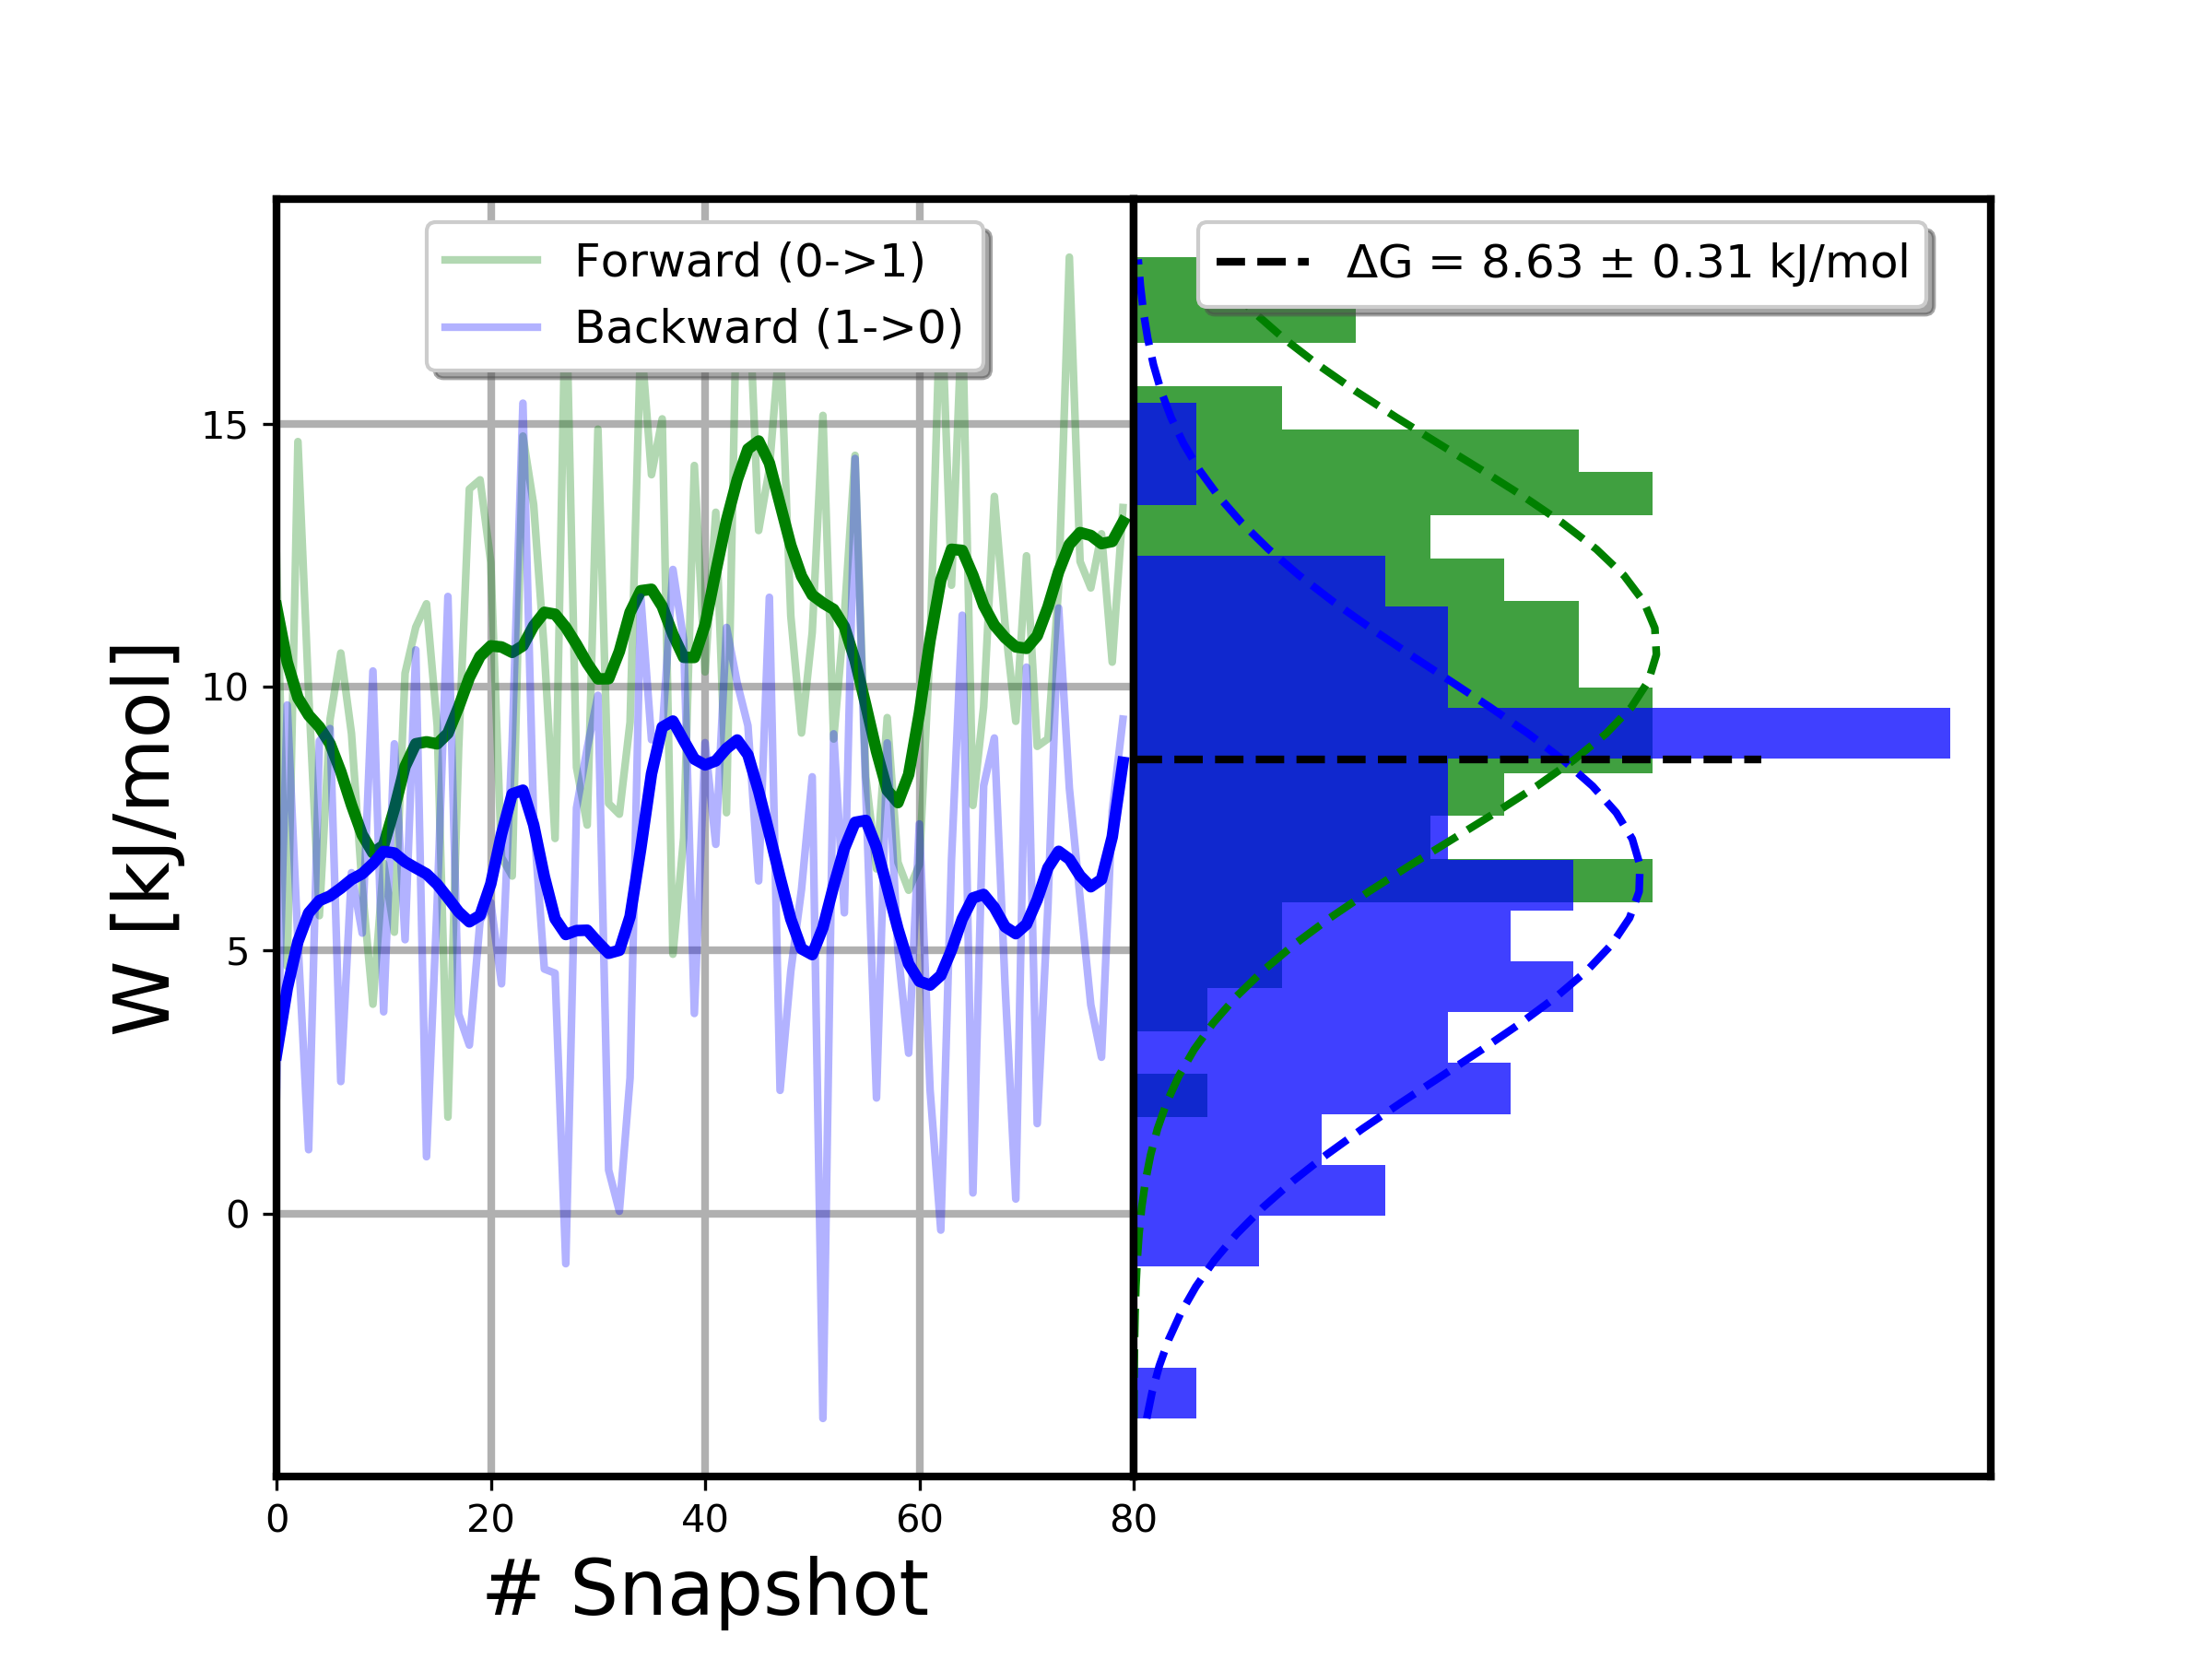 Forward (0->1)
Backward (1->0)
ΔG = 8.63 ± 0.31 kJ/mol
W [kJ/mol]
15
10
5
0
0 20 40 60 80
# Snapshot